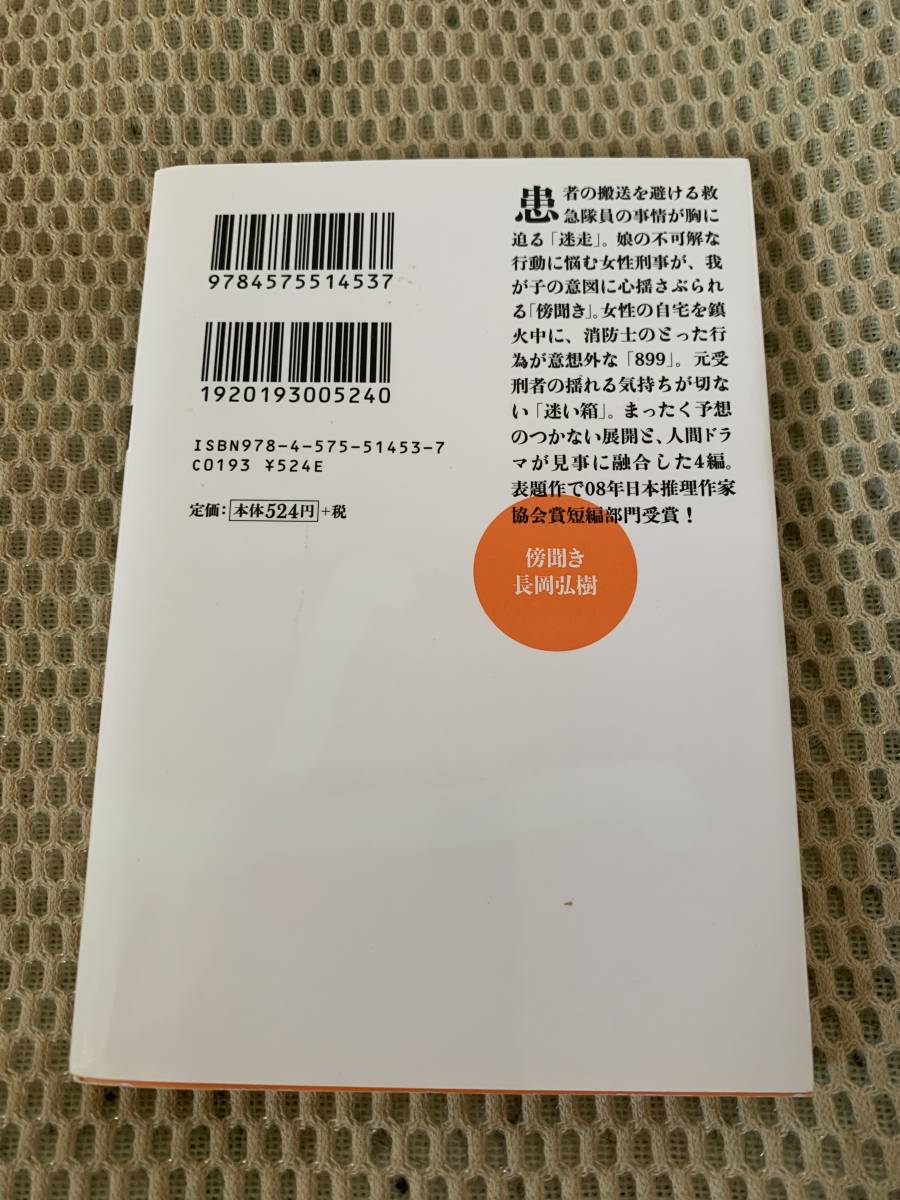 9784575514537
1920193005240
ISBN978-4-575-51453-7
C0193 ¥524E
定価：本体524円+税
患者の搬送を避ける救
急隊員の事情が胸に
迫る「迷走」。娘の不可解な
行動に悩む女性刑事が、我
が子の意図に心揺さぶられ
る「傍聞き」。女性の自宅を鎮
火中に、消防士のとった行
為が意想外な「899」。元受
刑者の揺れる気持ちが切な
い「迷い箱」。まったく予想
のつかない展開と、人間ドラ
マが見事に融合した4編。
表題作で08年日本推理作家
協会賞短編部門受賞！
傍聞き
長岡弘樹